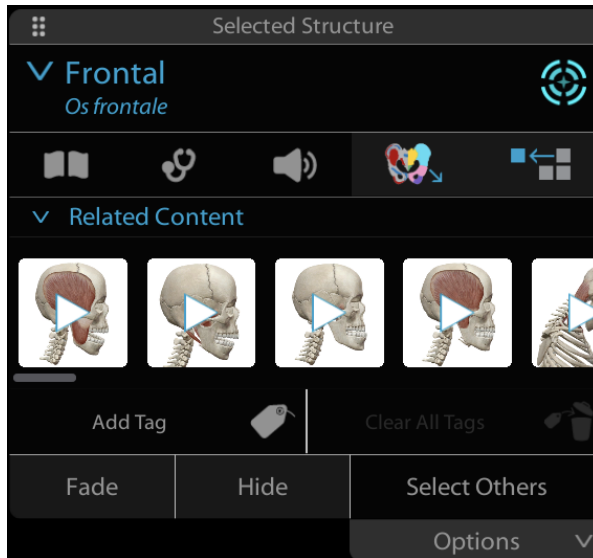 Selected Structure
Frontal
Os frontale
Related Content
Add Tag
Clear All Tags
Fade
Hide
Select Others
Options